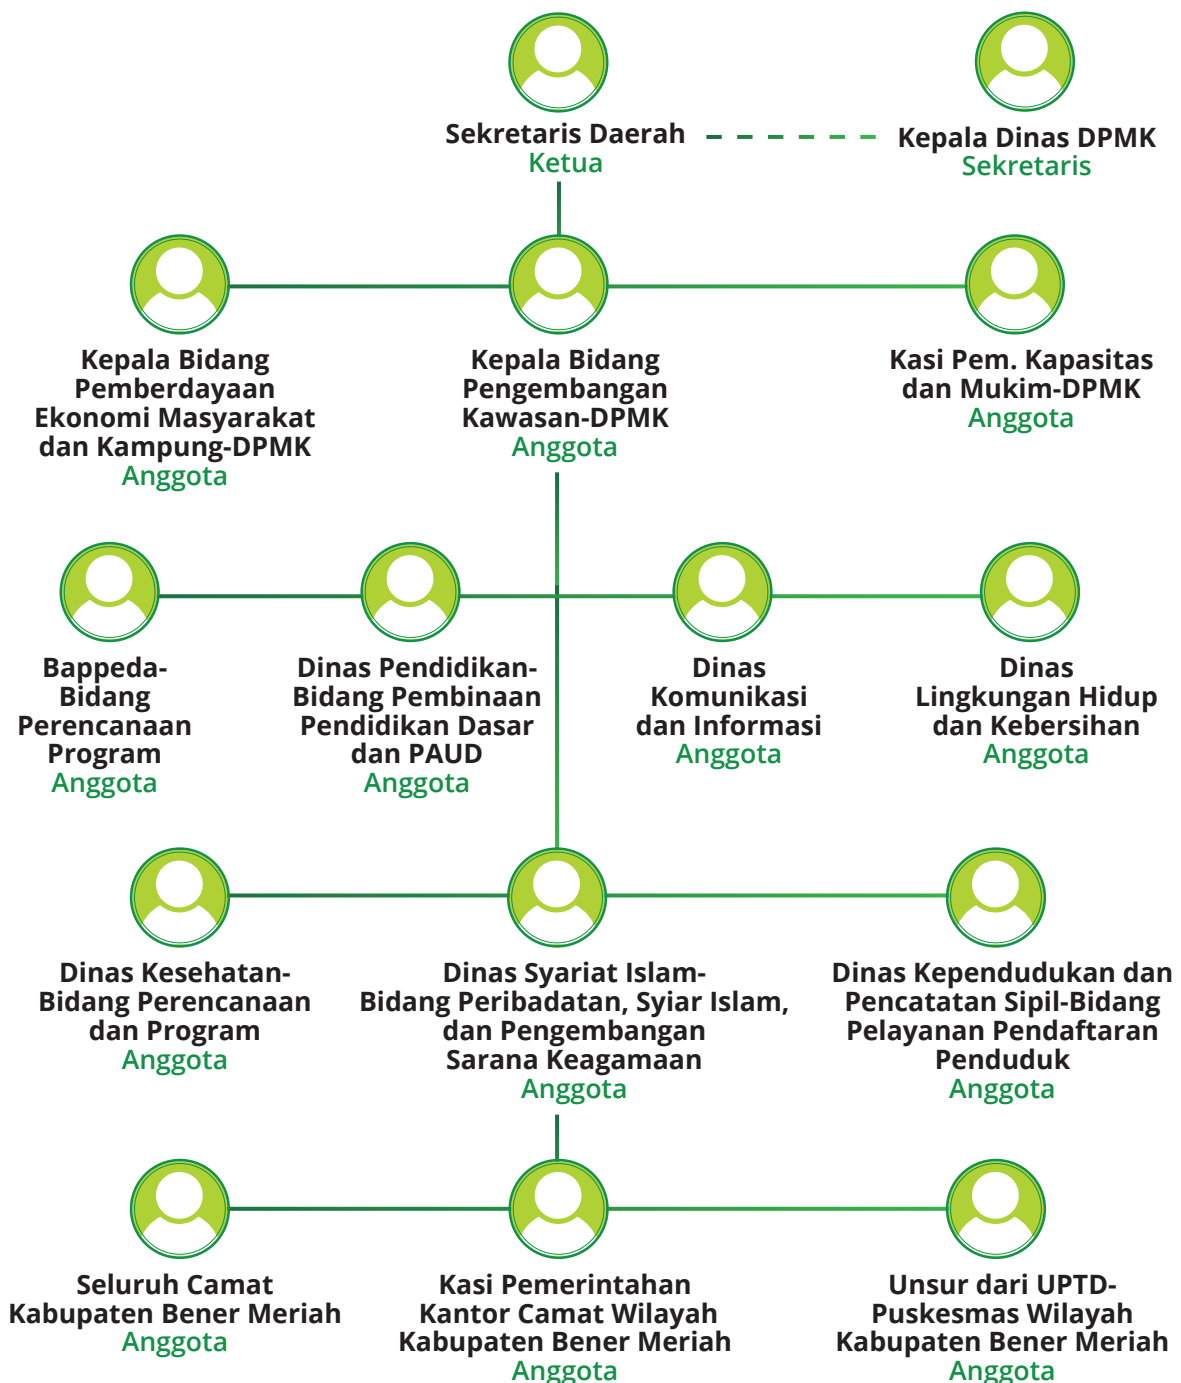 Sekretaris Daerah
Ketua
Kepala Dinas DPMK
Sekretaris
Kepala Bidang
Pemberdayaan
Ekonomi Masyarakat
dan Kampung-DPMK
Anggota
Kepala Bidang
Pengembangan
Kawasan-DPMK
Anggota
Kasi Pem. Kapasitas
dan Mukim-DPMK
Anggota
Bappeda-
Bidang
Perencanaan
Program
Anggota
Dinas Pendidikan-
Bidang Pembinaan
Pendidikan Dasar
dan PAUD
Anggota
Dinas
Komunikasi
dan Informasi
Anggota
Dinas
Lingkungan Hidup
dan Kebersihan
Anggota
Dinas Kesehatan-
Bidang Perencanaan
dan Program
Anggota
Dinas Syariat Islam-
Bidang Peribadatan, Syiar Islam,
dan Pengembangan
Sarana Keagamaan
Anggota
Dinas Kependudukan dan
Pencatatan Sipil-Bidang
Pelayanan Pendaftaran
Penduduk
Anggota
Seluruh Camat
Kabupaten Bener Meriah
Anggota
Kasi Pemerintahan
Kantor Camat Wilayah
Kabupaten Bener Meriah
Anggota
Unsur dari UPTD-
Puskesmas Wilayah
Kabupaten Bener Meriah
Anggota